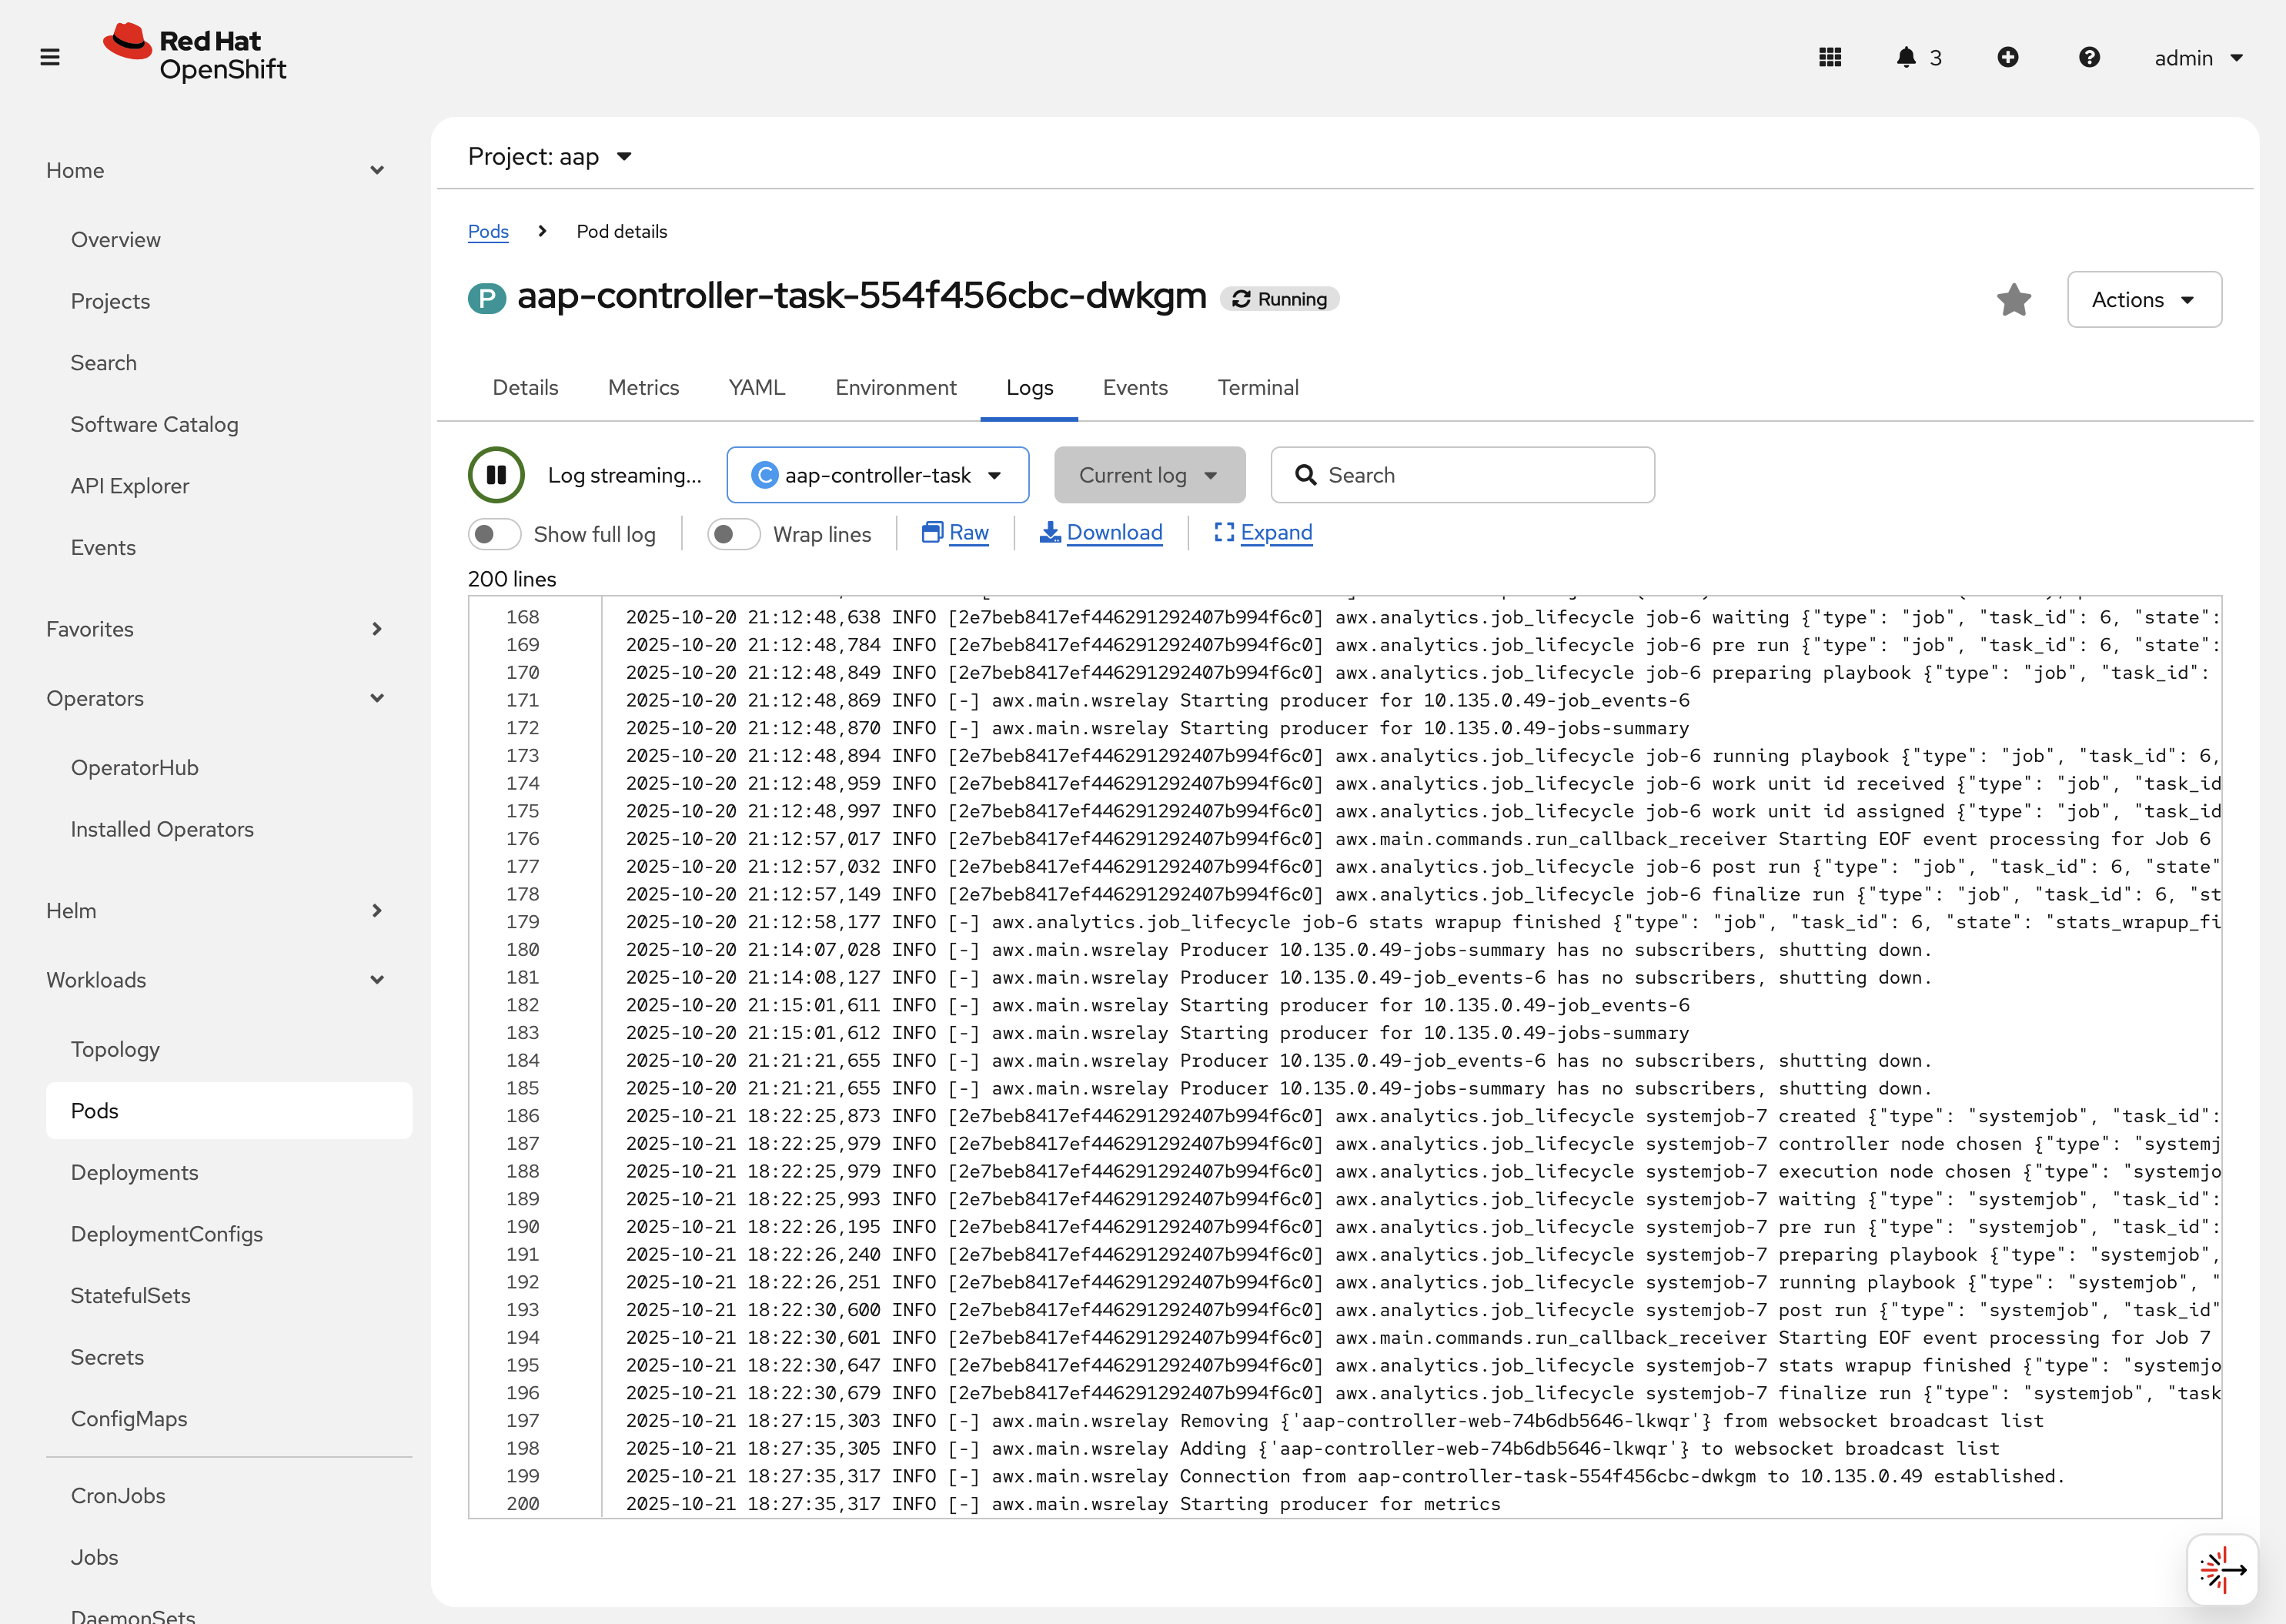 Red Hat
OpenShift
3
admin
Home
Overview
Projects
Search
Software Catalog
API Explorer
Events
Favorites
Operators
OperatorHub
Installed Operators
Helm
Workloads
Topology
Pods
Deployments
DeploymentConfigs
StatefulSets
Secrets
ConfigMaps
CronJobs
Jobs
DaemonSets
Project: aap
Pods > Pod details
P aap-controller-task-554f456cbc-dwkgm Running
Actions
Details Metrics YAML Environment Logs Events Terminal
Log streaming... C aap-controller-task Current log Search
Show full log Wrap lines Raw Download Expand
200 lines
168 2025-10-20 21:12:48,638 INFO [2e7beb8417ef446291292407b994f6c0] awx.analytics.job_lifecycle job-6 waiting {"type": "job", "task_id": 6, "state":
169 2025-10-20 21:12:48,784 INFO [2e7beb8417ef446291292407b994f6c0] awx.analytics.job_lifecycle job-6 pre run {"type": "job", "task_id": 6, "state":
170 2025-10-20 21:12:48,849 INFO [2e7beb8417ef446291292407b994f6c0] awx.analytics.job_lifecycle job-6 preparing playbook {"type": "job", "task_id":
171 2025-10-20 21:12:48,869 INFO [-] awx.main.wsrelay Starting producer for 10.135.0.49-job_events-6
172 2025-10-20 21:12:48,870 INFO [-] awx.main.wsrelay Starting producer for 10.135.0.49-jobs-summary
173 2025-10-20 21:12:48,894 INFO [2e7beb8417ef446291292407b994f6c0] awx.analytics.job_lifecycle job-6 running playbook {"type": "job", "task_id": 6,
174 2025-10-20 21:12:48,959 INFO [2e7beb8417ef446291292407b994f6c0] awx.analytics.job_lifecycle job-6 work unit id received {"type": "job", "task_id
175 2025-10-20 21:12:48,997 INFO [2e7beb8417ef446291292407b994f6c0] awx.analytics.job_lifecycle job-6 work unit id assigned {"type": "job", "task_id
176 2025-10-20 21:12:57,017 INFO [2e7beb8417ef446291292407b994f6c0] awx.main.commands.run_callback_receiver Starting EOF event processing for Job 6
177 2025-10-20 21:12:57,032 INFO [2e7beb8417ef446291292407b994f6c0] awx.analytics.job_lifecycle job-6 post run {"type": "job", "task_id": 6, "state"
178 2025-10-20 21:12:57,149 INFO [2e7beb8417ef446291292407b994f6c0] awx.analytics.job_lifecycle job-6 finalize run {"type": "job", "task_id": 6, "st
179 2025-10-20 21:12:58,177 INFO [-] awx.analytics.job_lifecycle job-6 stats wrapup finished {"type": "job", "task_id": 6, "state": "stats_wrapup_fi
180 2025-10-20 21:14:07,028 INFO [-] awx.main.wsrelay Producer 10.135.0.49-jobs-summary has no subscribers, shutting down.
181 2025-10-20 21:14:08,127 INFO [-] awx.main.wsrelay Producer 10.135.0.49-job_events-6 has no subscribers, shutting down.
182 2025-10-20 21:15:01,611 INFO [-] awx.main.wsrelay Starting producer for 10.135.0.49-job_events-6
183 2025-10-20 21:15:01,612 INFO [-] awx.main.wsrelay Starting producer for 10.135.0.49-jobs-summary
184 2025-10-20 21:21:21,655 INFO [-] awx.main.wsrelay Producer 10.135.0.49-job_events-6 has no subscribers, shutting down.
185 2025-10-20 21:21:21,655 INFO [-] awx.main.wsrelay Producer 10.135.0.49-jobs-summary has no subscribers, shutting down.
186 2025-10-21 18:22:25,873 INFO [2e7beb8417ef446291292407b994f6c0] awx.analytics.job_lifecycle systemjob-7 created {"type": "systemjob", "task_id":
187 2025-10-21 18:22:25,979 INFO [2e7beb8417ef446291292407b994f6c0] awx.analytics.job_lifecycle systemjob-7 controller node chosen {"type": "systemj
188 2025-10-21 18:22:25,979 INFO [2e7beb8417ef446291292407b994f6c0] awx.analytics.job_lifecycle systemjob-7 execution node chosen {"type": "systemjo
189 2025-10-21 18:22:25,993 INFO [2e7beb8417ef446291292407b994f6c0] awx.analytics.job_lifecycle systemjob-7 waiting {"type": "systemjob", "task_id":
190 2025-10-21 18:22:26,195 INFO [2e7beb8417ef446291292407b994f6c0] awx.analytics.job_lifecycle systemjob-7 pre run {"type": "systemjob", "task_id":
191 2025-10-21 18:22:26,240 INFO [2e7beb8417ef446291292407b994f6c0] awx.analytics.job_lifecycle systemjob-7 preparing playbook {"type": "systemjob",
192 2025-10-21 18:22:26,251 INFO [2e7beb8417ef446291292407b994f6c0] awx.analytics.job_lifecycle systemjob-7 running playbook {"type": "systemjob", "
193 2025-10-21 18:22:30,600 INFO [2e7beb8417ef446291292407b994f6c0] awx.analytics.job_lifecycle systemjob-7 post run {"type": "systemjob", "task_id"
194 2025-10-21 18:22:30,601 INFO [2e7beb8417ef446291292407b994f6c0] awx.main.commands.run_callback_receiver Starting EOF event processing for Job 7
195 2025-10-21 18:22:30,647 INFO [2e7beb8417ef446291292407b994f6c0] awx.analytics.job_lifecycle systemjob-7 stats wrapup finished {"type": "systemjo
196 2025-10-21 18:22:30,679 INFO [2e7beb8417ef446291292407b994f6c0] awx.analytics.job_lifecycle systemjob-7 finalize run {"type": "systemjob", "task
197 2025-10-21 18:27:15,303 INFO [-] awx.main.wsrelay Removing {'aap-controller-web-74b6db5646-lkwqr'} from websocket broadcast list
198 2025-10-21 18:27:35,305 INFO [-] awx.main.wsrelay Adding {'aap-controller-web-74b6db5646-lkwqr'} to websocket broadcast list
199 2025-10-21 18:27:35,317 INFO [-] awx.main.wsrelay Connection from aap-controller-task-554f456cbc-dwkgm to 10.135.0.49 established.
200 2025-10-21 18:27:35,317 INFO [-] awx.main.wsrelay Starting producer for metrics